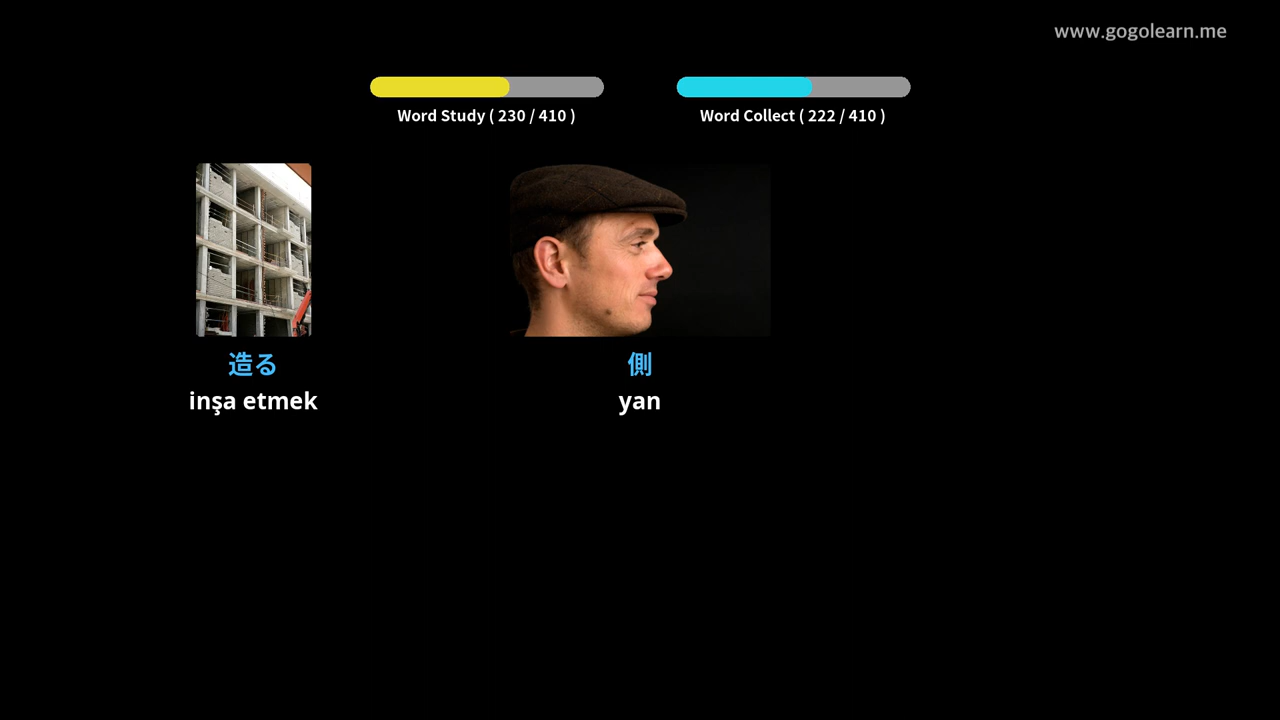 www.gogolearn.me
Word Study ( 230 / 410 )
Word Collect ( 222 / 410 )
造る
inşa etmek
側
yan